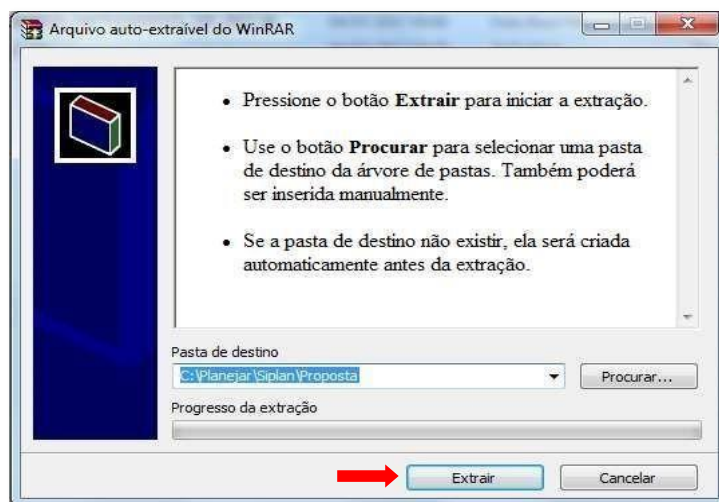 Arquivo auto-extraível do WinRAR
• Pressione o botão Extrair para iniciar a extração.
• Use o botão Procurar para selecionar uma pasta
de destino da árvore de pastas. Também poderá
ser inserida manualmente.
• Se a pasta de destino não existir, ela será criada
automaticamente antes da extração.
Pasta de destino
C:\Planejar\Siplan\Proposta
Procurar...
Progresso da extração
Extrair
Cancelar